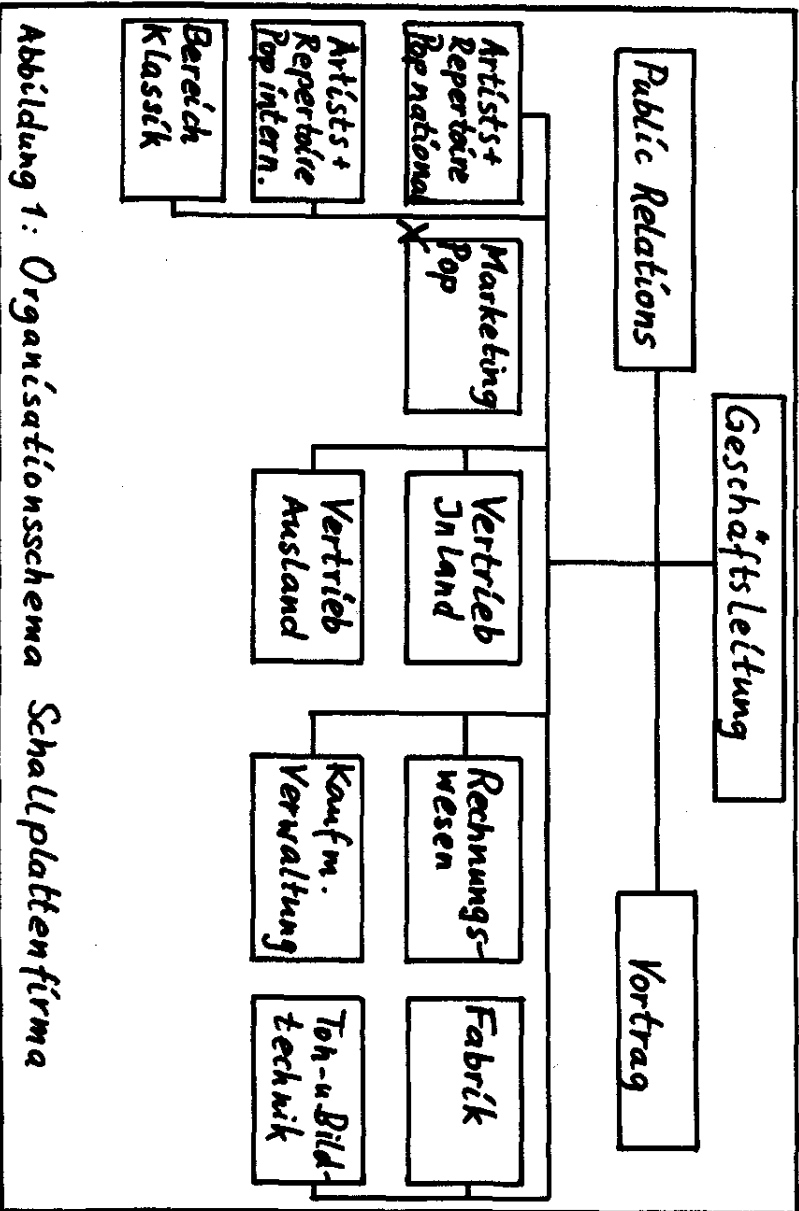 Geschäftsleitung
Public Relations
Vortrag
Artists+
Repertoire
Pop national
Marketing
Pop
Vertrieb
Inland
Rechnungs-
wesen
Fabrik
Artists+
Repertoire
Pop intern.
Vertrieb
Ausland
Kaufm.
Verwaltung
Ton-u.Bild-
technik
Bereich
Klassik
Abbildung 1: Organisationsschema Schallplattenfirma